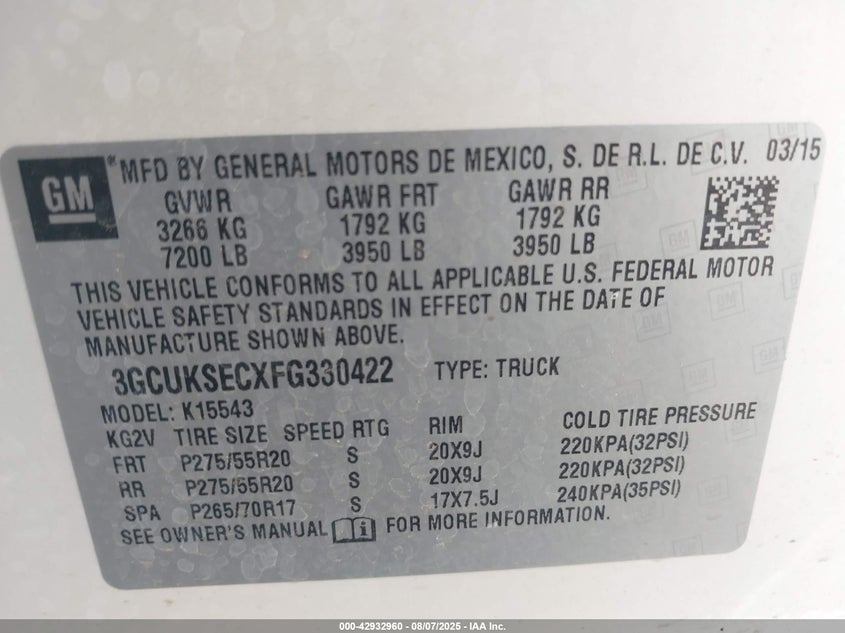 GM
*MFD BY GENERAL MOTORS DE MEXICO, S. DE R.L. DE C.V. 03/15
GVWR GAWR FRT GAWR RR
3266 KG 1792 KG 1792 KG
7200 LB 3950 LB 3950 LB
THIS VEHICLE CONFORMS TO ALL APPLICABLE U.S. FEDERAL MOTOR
VEHICLE SAFETY STANDARDS IN EFFECT ON THE DATE OF
MANUFACTURE SHOWN ABOVE.
3GCUKSECXFG330422 TYPE: TRUCK
MODEL: K15543
KG2V TIRE SIZE SPEED RTG RIM COLD TIRE PRESSURE
FRT P275/55R20 S 20X9J 220KPA(32PSI)
RR P275/55R20 S 20X9J 220KPA(32PSI)
SPA P265/70R17 S 17X7.5J 240KPA(35PSI)
SEE OWNER'S MANUAL FOR MORE INFORMATION.
000-42932960 - 08/07/2025 - IAA Inc.